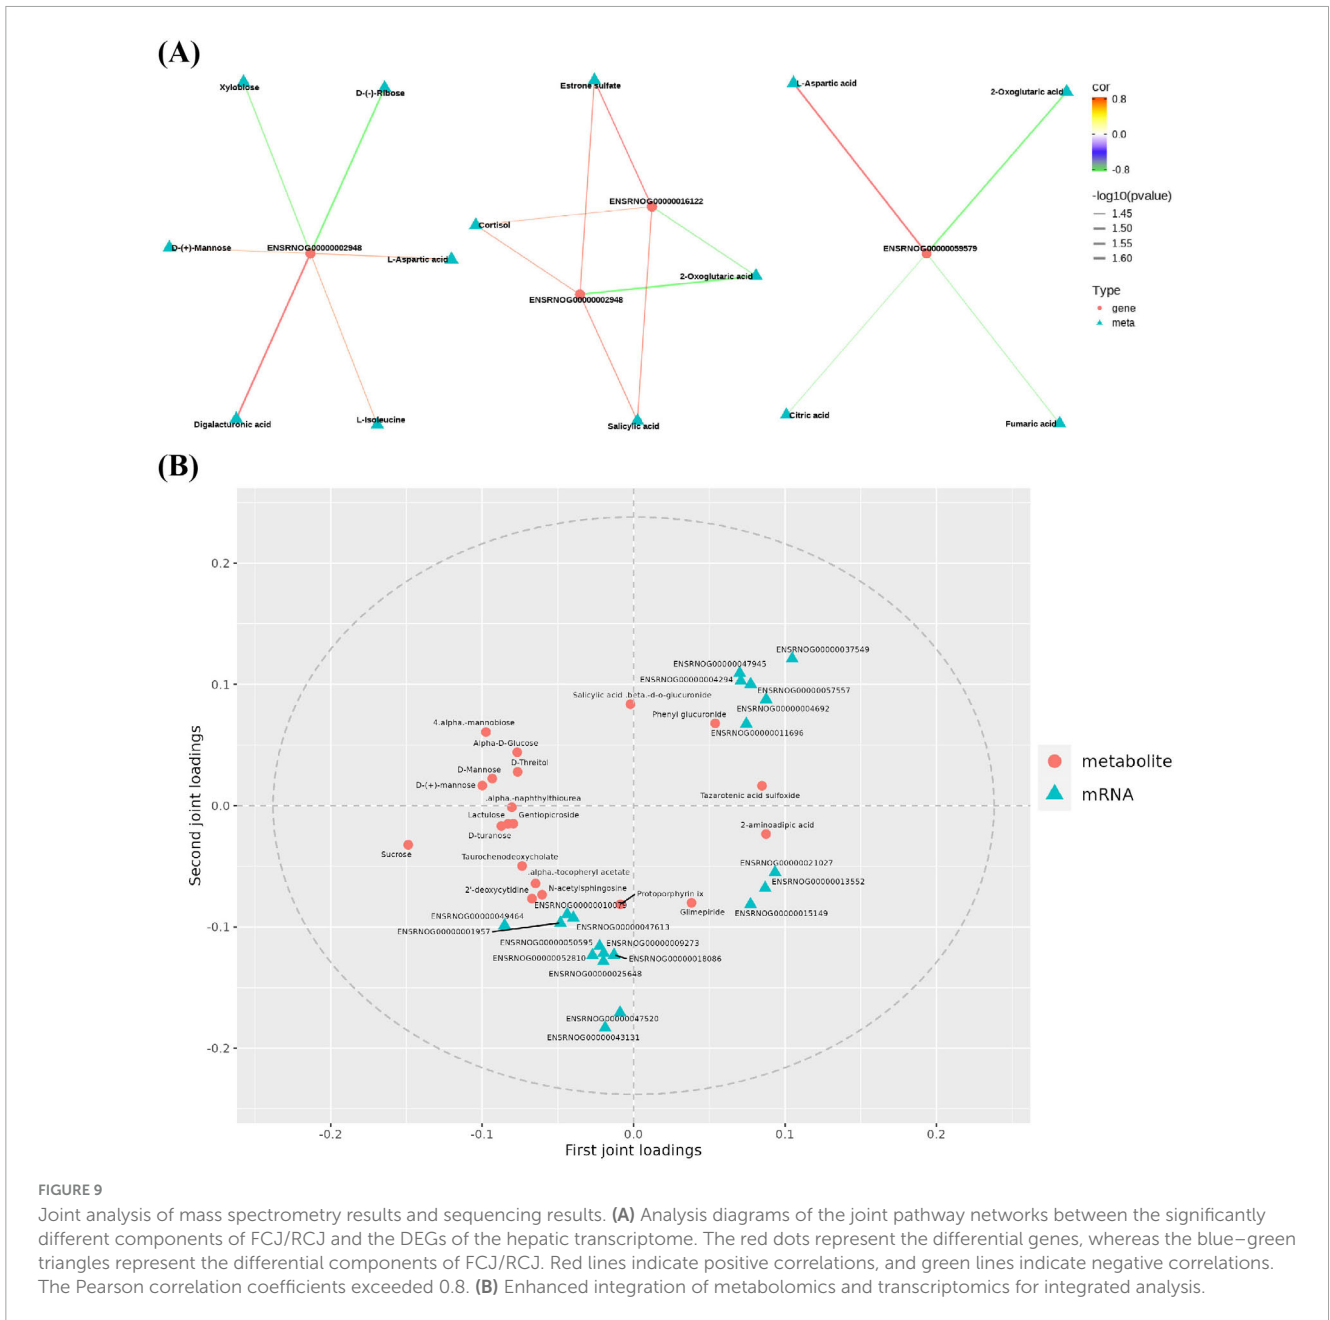 (A)
Xylobiose
D-(-)-Ribose
D-(+)-Mannose
ENSRNOG00000002948
L-Aspartic acid
Digalacturonic acid
L-Isoleucine
Estrone sulfate
ENSRNOG00000016122
Cortisol
2-Oxoglutaric acid
ENSRNOG00000002948
Salicylic acid
L-Aspartic acid
2-Oxoglutaric acid
ENSRNOG00000059579
Citric acid
Fumaric acid
cor
0.8
0.0
-0.8
-log10(pvalue)
1.45
1.50
1.55
1.60
Type
gene
meta
(B)
Second joint loadings
0.2
0.1
0.0
-0.1
-0.2
ENSRNOG00000037549
ENSRNOG00000047945
ENSRNOG00000004294
ENSRNOG00000057557
Salicylic acid .beta.-d-o-glucuronide
ENSRNOG00000004692
Phenyl glucuronide
4.alpha.-mannobiose
ENSRNOG00000011696
Alpha-D-Glucose
D-Threitol
D-Mannose
D-(+)-mannose
Tazarotenic acid sulfoxide
.alpha.-naphthylthiourea
Lactulose
Gentiopicroside
2-aminoadipic acid
D-turanose
Sucrose
Taurochenodeoxycholate
ENSRNOG00000021027
.alpha.-tocopheryl acetate
ENSRNOG00000013552
2'-deoxycytidine
N-acetylsphingosine
Protoporphyrin ix
Glimepiride
ENSRNOG00000015149
ENSRNOG00000049464
ENSRNOG00000001957
ENSRNOG00000047613
ENSRNOG00000050595
ENSRNOG00000009273
ENSRNOG00000052810
ENSRNOG00000018086
ENSRNOG00000025648
ENSRNOG00000047520
ENSRNOG00000043131
-0.2
-0.1
0.0
0.1
0.2
First joint loadings
metabolite
mRNA
FIGURE 9
Joint analysis of mass spectrometry results and sequencing results. (A) Analysis diagrams of the joint pathway networks between the significantly
different components of FCJ/RCJ and the DEGs of the hepatic transcriptome. The red dots represent the differential genes, whereas the blue–green
triangles represent the differential components of FCJ/RCJ. Red lines indicate positive correlations, and green lines indicate negative correlations.
The Pearson correlation coefficients exceeded 0.8. (B) Enhanced integration of metabolomics and transcriptomics for integrated analysis.